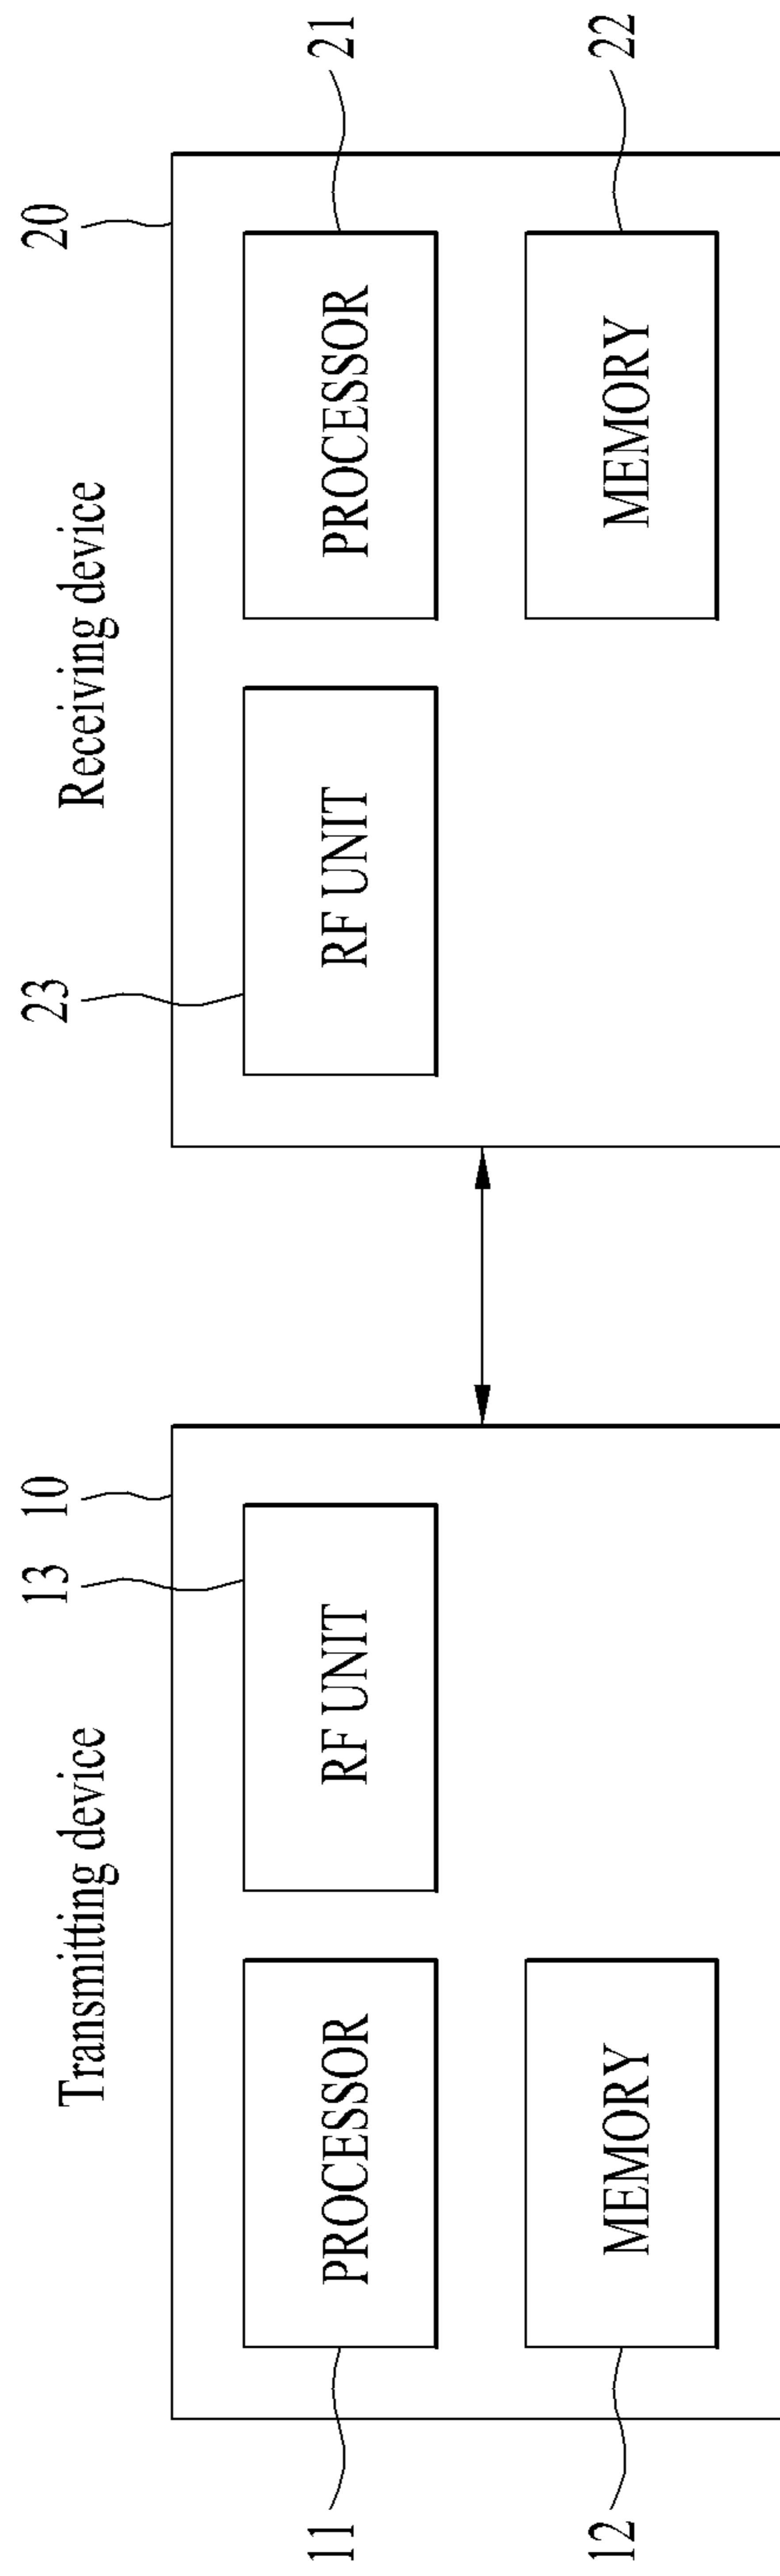 Transmitting device
Receiving device
13
10
23
20
11
PROCESSOR
RF UNIT
RF UNIT
PROCESSOR
21
12
MEMORY
MEMORY
22